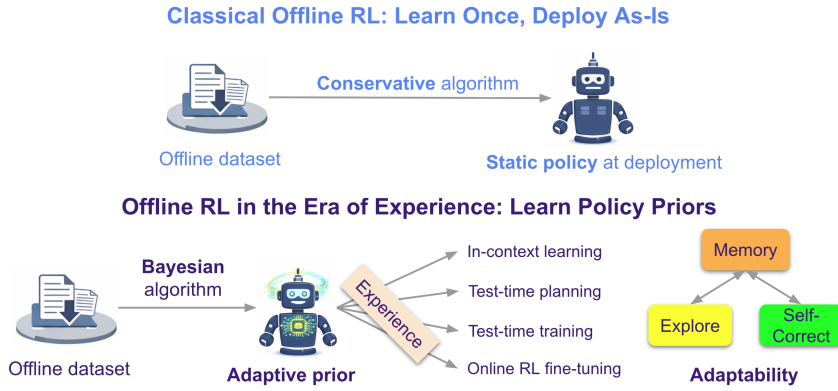 Classical Offline RL: Learn Once, Deploy As-Is
Conservative algorithm
Offline dataset
Static policy at deployment
Offline RL in the Era of Experience: Learn Policy Priors
Bayesian
algorithm
Offline dataset
Adaptive prior
Experience
In-context learning
Test-time planning
Test-time training
Online RL fine-tuning
Memory
Explore
Self-
Correct
Adaptability